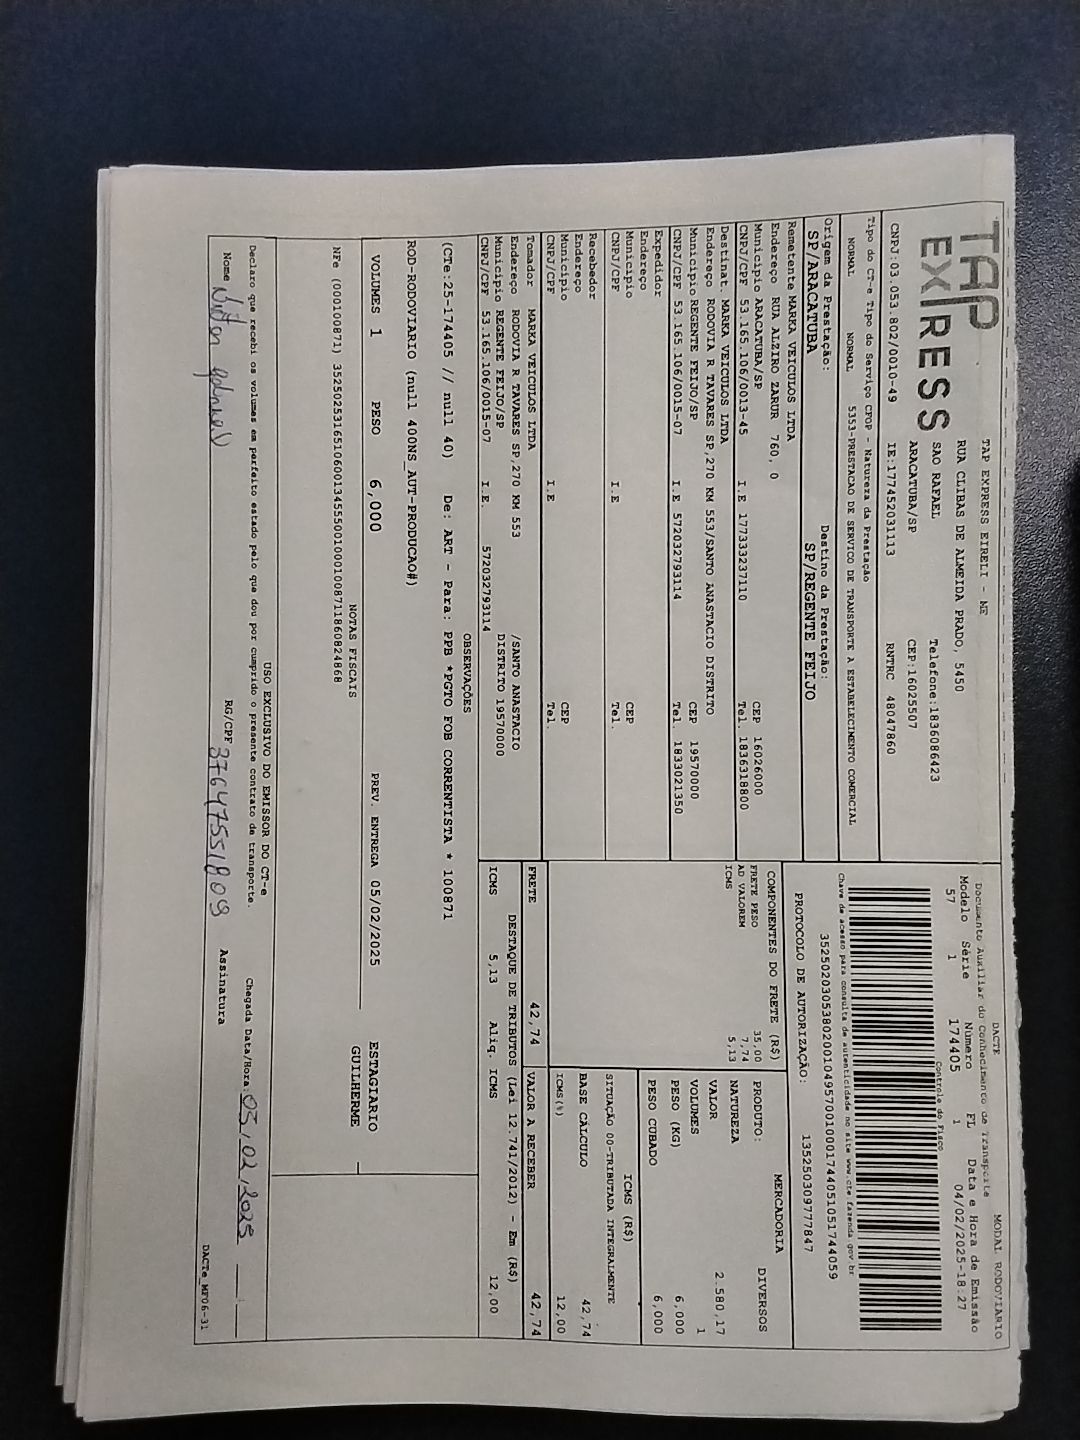 TAP EXPRESS
TAP EXPRESS EIRELI - ME
RUA CLIBAS DE ALMEIDA PRADO, 5450
SAO RAFAEL Telefone:1836086423
ARACATUBA/SP CEP:16025507
CNPJ:03.053.802/0010-49 IE:177452031113 RNTRC 48047860
DACTE MODAL RODOVIARIO
Documento Auxiliar do Conhecimento de Transporte
Modelo Série Número FL Data e Hora de Emissão
57 1 174405 1 04/02/2025-18:27
Controle do Fisco
Chave de acesso para consulta de autenticidade no site www.cte.fazenda.gov.br
35250203053802001049570010001744051051744059
PROTOCOLO DE AUTORIZAÇÃO: 135250309777847
Tipo do CT-e Tipo do Serviço CFOP - Natureza da Prestação
NORMAL NORMAL 5353-PRESTACAO DE SERVICO DE TRANSPORTE A ESTABELECIMENTO COMERCIAL
Origem da Prestação: Destino da Prestação:
SP/ARACATUBA SP/REGENTE FEIJO
Remetente MARKA VEICULOS LTDA
Endereço RUA ALZIRO ZARUR 760, 0
Município ARACATUBA/SP CEP 16026000
CNPJ/CPF 53.165.106/0013-45 I.E 177333237110 Tel. 1836318800
Destinat. MARKA VEICULOS LTDA
Endereço RODOVIA R TAVARES SP,270 KM 553/SANTO ANASTACIO DISTRITO
Município REGENTE FEIJO/SP CEP 19570000
CNPJ/CPF 53.165.106/0015-07 I.E 572032793114 Tel. 1833021350
Expedidor
Endereço
Município CEP
CNPJ/CPF I.E Tel.
Recebedor
Endereço
Município CEP
CNPJ/CPF I.E Tel.
Tomador MARKA VEICULOS LTDA
Endereço RODOVIA R TAVARES SP,270 KM 553 /SANTO ANASTACIO
Município REGENTE FEIJO/SP DISTRITO 19570000
CNPJ/CPF 53.165.106/0015-07 I.E. 572032793114
COMPONENTES DO FRETE (R$)
FRETE PESO 35,00
AD VALOREM 7,74
ICMS 5,13
MERCADORIA
PRODUTO: DIVERSOS
NATUREZA
VALOR 2.580,17
VOLUMES 1
PESO (KG) 6,000
PESO CUBADO 6,000
ICMS (R$)
SITUAÇÃO 00-TRIBUTADA INTEGRALMENTE
BASE CÁLCULO 42,74
ICMS(%) 12,00
FRETE 42,74 VALOR A RECEBER 42,74
DESTAQUE DE TRIBUTOS (Lei 12.741/2012) - Em (R$)
ICMS 5,13 Aliq. ICMS 12,00
OBSERVAÇÕES
(CTe:25-174405 // null 40) De: ART - Para: PPB *PGTO FOB CORRENTISTA * 100871
ROD-RODOVIARIO (null 400NS_AUT-PRODUCAO#)
VOLUMES 1 PESO 6,000 PREV. ENTREGA 05/02/2025 ESTAGIARIO
GUILHERME
NOTAS FISCAIS
NFe (000100871) 35250253165106001345550010001008711860824868
USO EXCLUSIVO DO EMISSOR DO CT-e
Declaro que recebi os volumes em perfeito estado pelo que dou por cumprido o presente contrato de transporte. Chegada Data/Hora: 05,02,2025
Nome RG/CPF 37647551809 Assinatura
DACTe_MF06-31